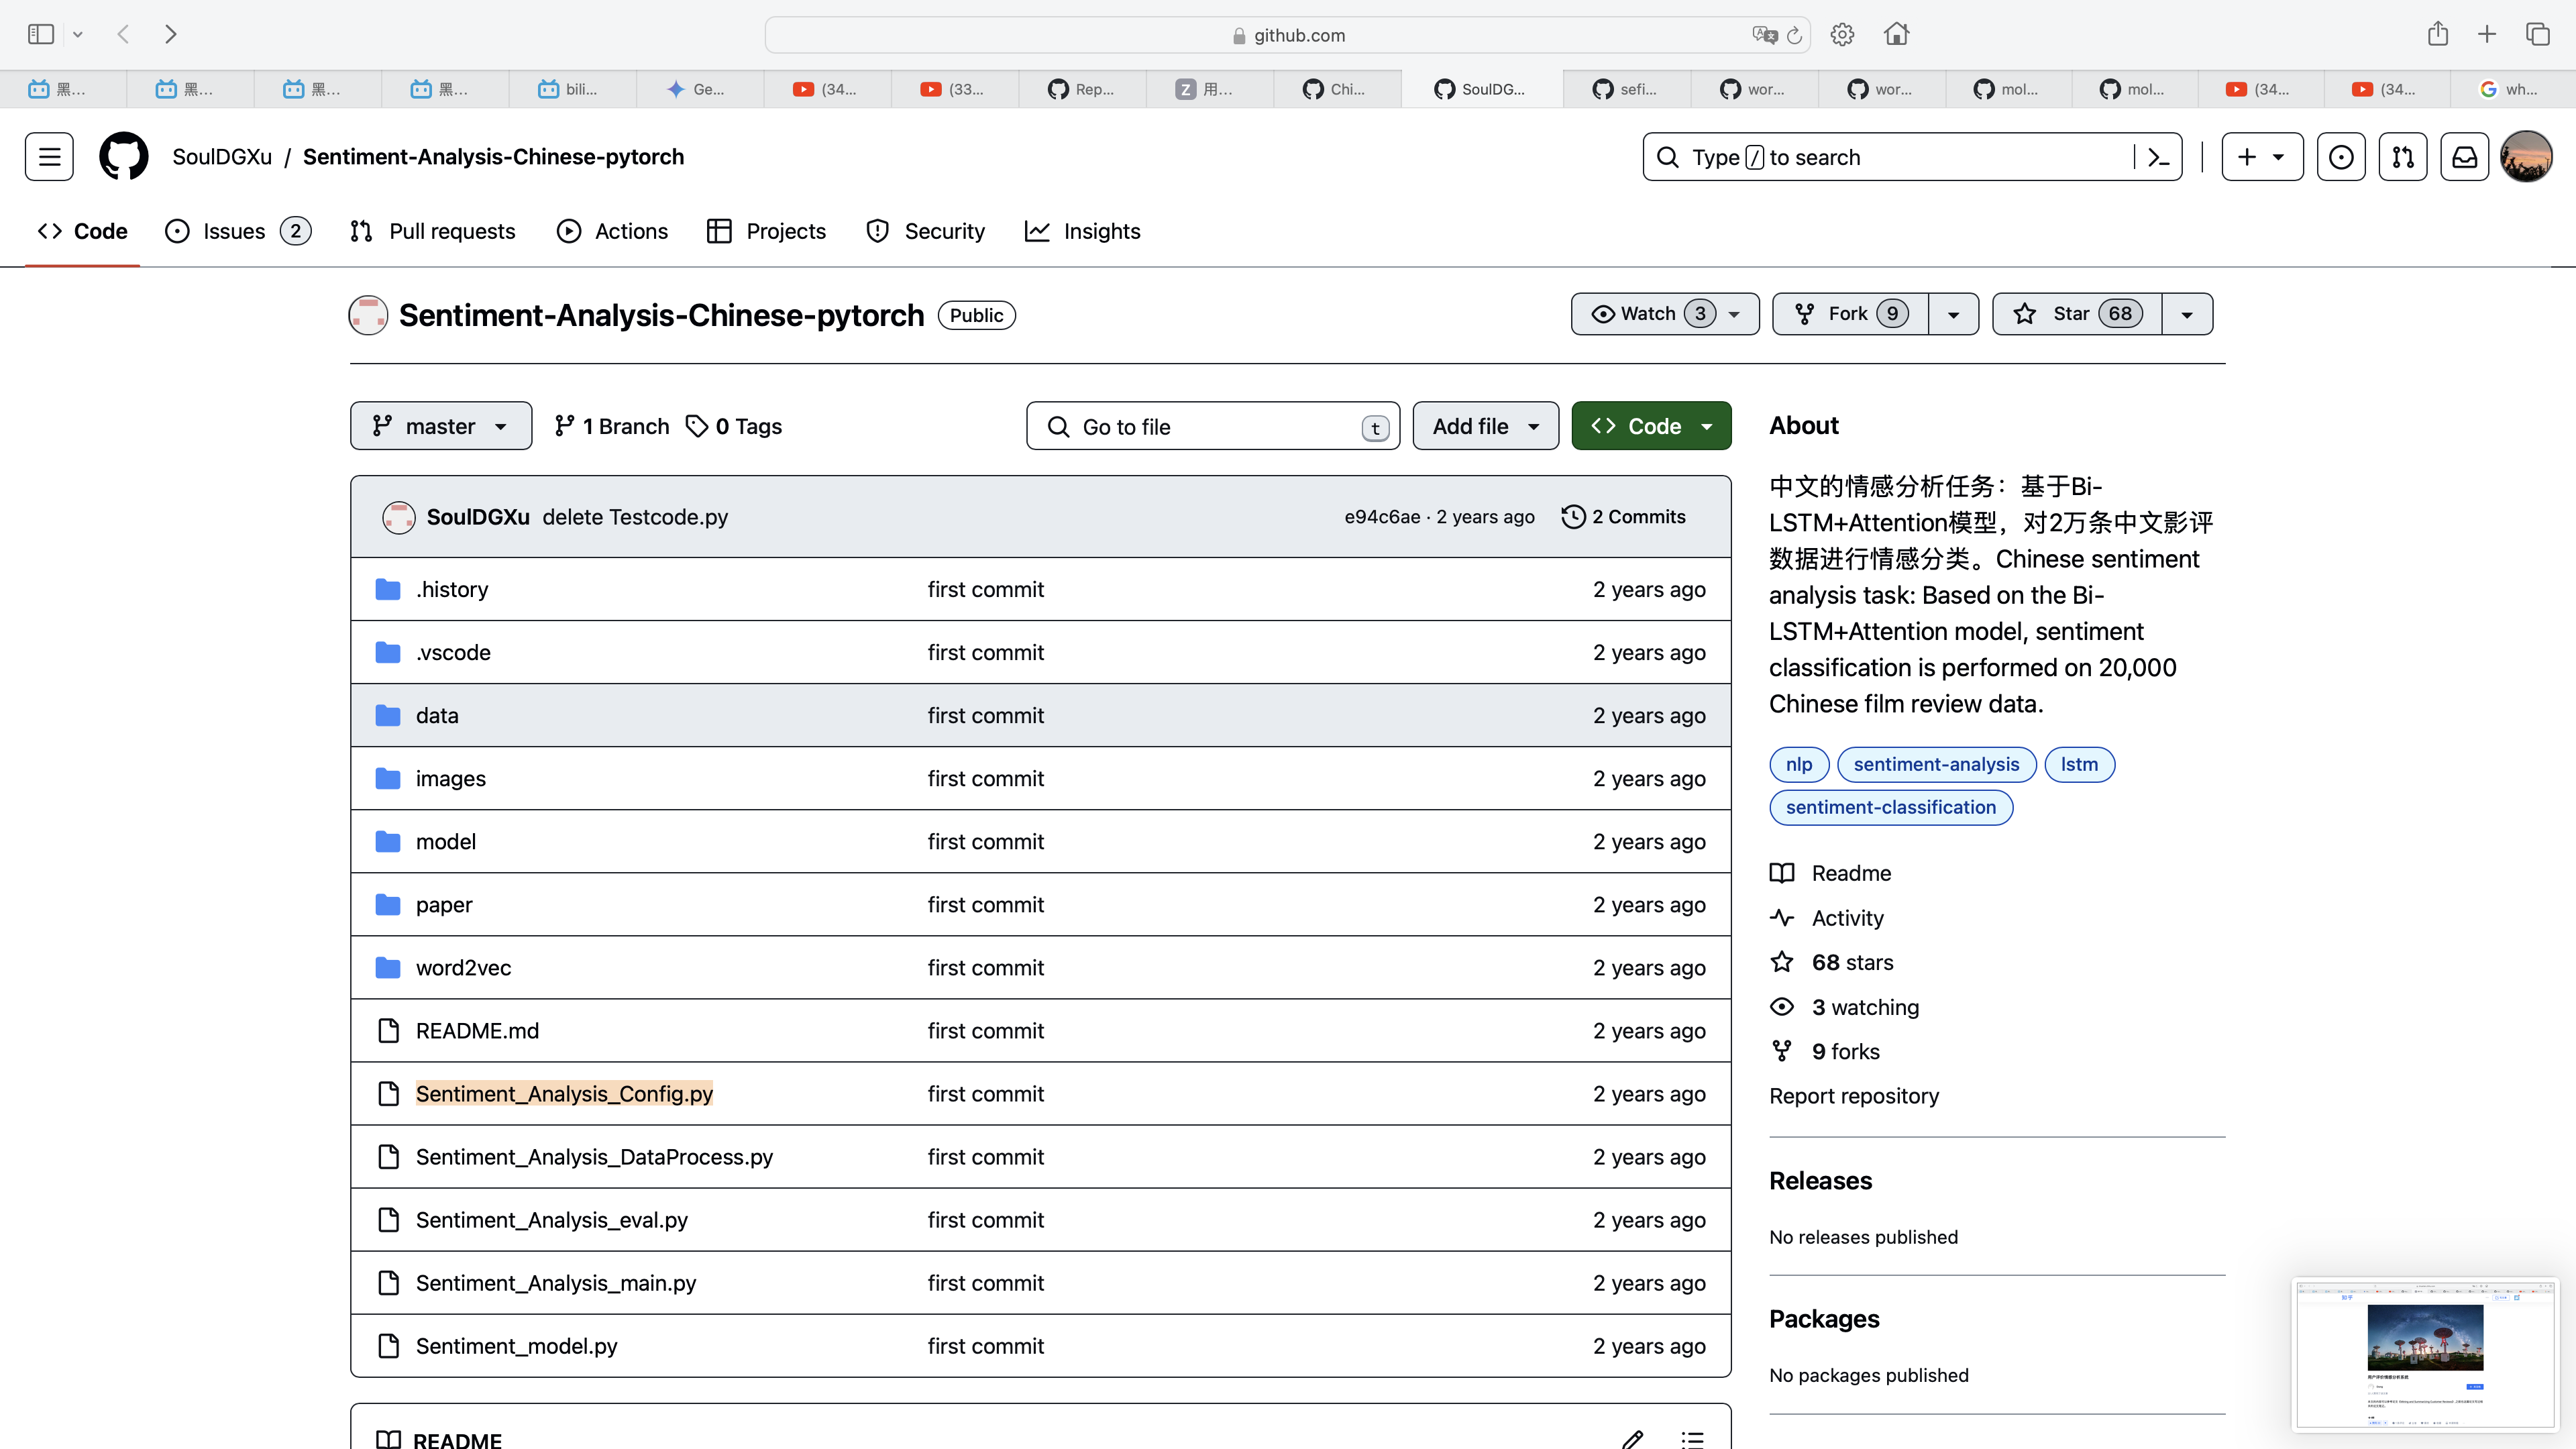 github.com
黑...
黑...
黑...
黑...
bili...
Ge...
(34...
(33...
Rep...
Z 用...
Chi...
SoulDG...
sefi...
wor...
wor...
mol...
mol...
(34...
(34...
wh...
SoulDGXu / Sentiment-Analysis-Chinese-pytorch
Type / to search
Code
Issues 2
Pull requests
Actions
Projects
Security
Insights
Sentiment-Analysis-Chinese-pytorch Public
Watch 3
Fork 9
Star 68
master
1 Branch
0 Tags
Go to file t
Add file
Code
SoulDGXu delete Testcode.py
e94c6ae · 2 years ago
2 Commits
.history first commit 2 years ago
.vscode first commit 2 years ago
data first commit 2 years ago
images first commit 2 years ago
model first commit 2 years ago
paper first commit 2 years ago
word2vec first commit 2 years ago
README.md first commit 2 years ago
Sentiment_Analysis_Config.py first commit 2 years ago
Sentiment_Analysis_DataProcess.py first commit 2 years ago
Sentiment_Analysis_eval.py first commit 2 years ago
Sentiment_Analysis_main.py first commit 2 years ago
Sentiment_model.py first commit 2 years ago
README
About
中文的情感分析任务：基于Bi-
LSTM+Attention模型，对2万条中文影评
数据进行情感分类。Chinese sentiment
analysis task: Based on the Bi-
LSTM+Attention model, sentiment
classification is performed on 20,000
Chinese film review data.
nlp
sentiment-analysis
lstm
sentiment-classification
Readme
Activity
68 stars
3 watching
9 forks
Report repository
Releases
No releases published
Packages
No packages published
知乎
用户评价情感分析系统